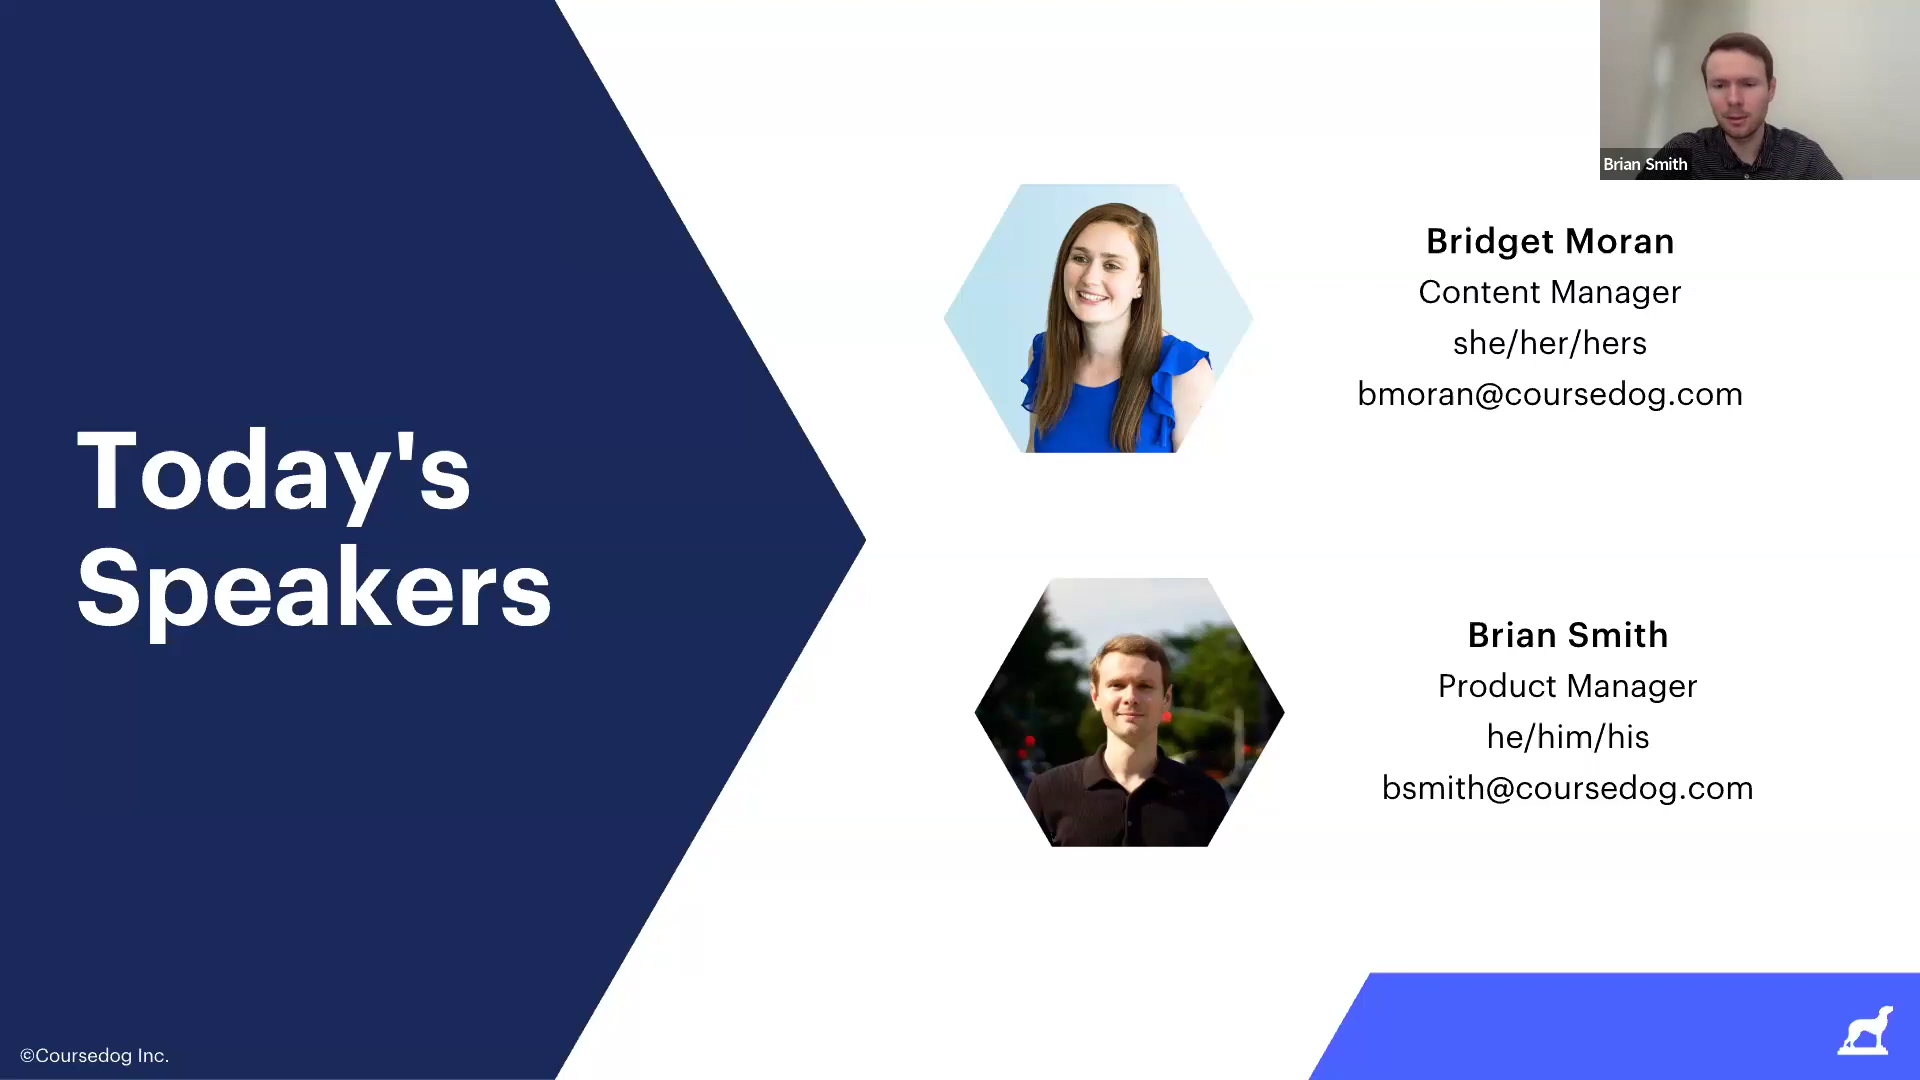 Brian Smith
Today's
Speakers
Bridget Moran
Content Manager
she/her/hers
bmoran@coursedog.com
Brian Smith
Product Manager
he/him/his
bsmith@coursedog.com
©Coursedog Inc.